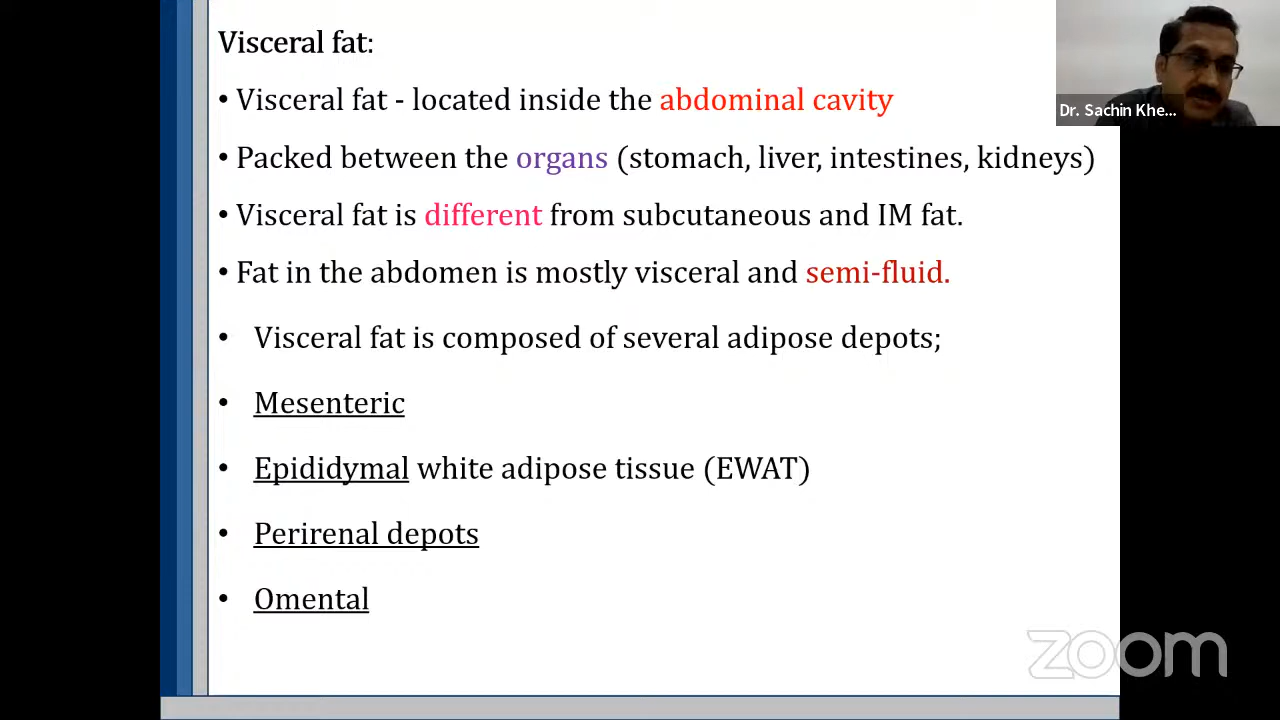 Visceral fat:
• Visceral fat - located inside the abdominal cavity
• Packed between the organs (stomach, liver, intestines, kidneys)
• Visceral fat is different from subcutaneous and IM fat.
• Fat in the abdomen is mostly visceral and semi-fluid.
• Visceral fat is composed of several adipose depots;
• Mesenteric
• Epididymal white adipose tissue (EWAT)
• Perirenal depots
• Omental
Dr. Sachin Khe...
zoom